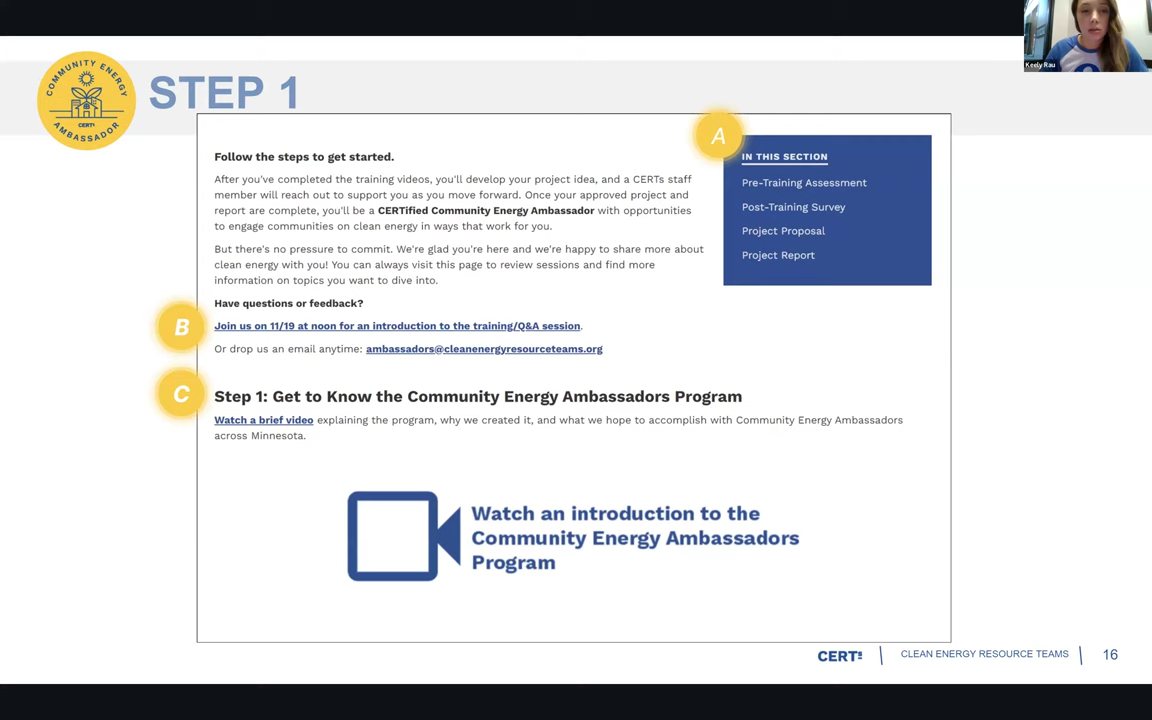 Keely Rau
COMMUNITY ENERGY
AMBASSADOR
CERTs
STEP 1
A
IN THIS SECTION
Pre-Training Assessment
Post-Training Survey
Project Proposal
Project Report
Follow the steps to get started.
After you've completed the training videos, you'll develop your project idea, and a CERTs staff
member will reach out to support you as you move forward. Once your approved project and
report are complete, you'll be a CERTified Community Energy Ambassador with opportunities
to engage communities on clean energy in ways that work for you.
But there's no pressure to commit. We're glad you're here and we're happy to share more about
clean energy with you! You can always visit this page to review sessions and find more
information on topics you want to dive into.
Have questions or feedback?
B
Join us on 11/19 at noon for an introduction to the training/Q&A session.
Or drop us an email anytime: ambassadors@cleanenergyresourceteams.org
C
Step 1: Get to Know the Community Energy Ambassadors Program
Watch a brief video explaining the program, why we created it, and what we hope to accomplish with Community Energy Ambassadors
across Minnesota.
Watch an introduction to the
Community Energy Ambassadors
Program
CERTs
CLEAN ENERGY RESOURCE TEAMS
16